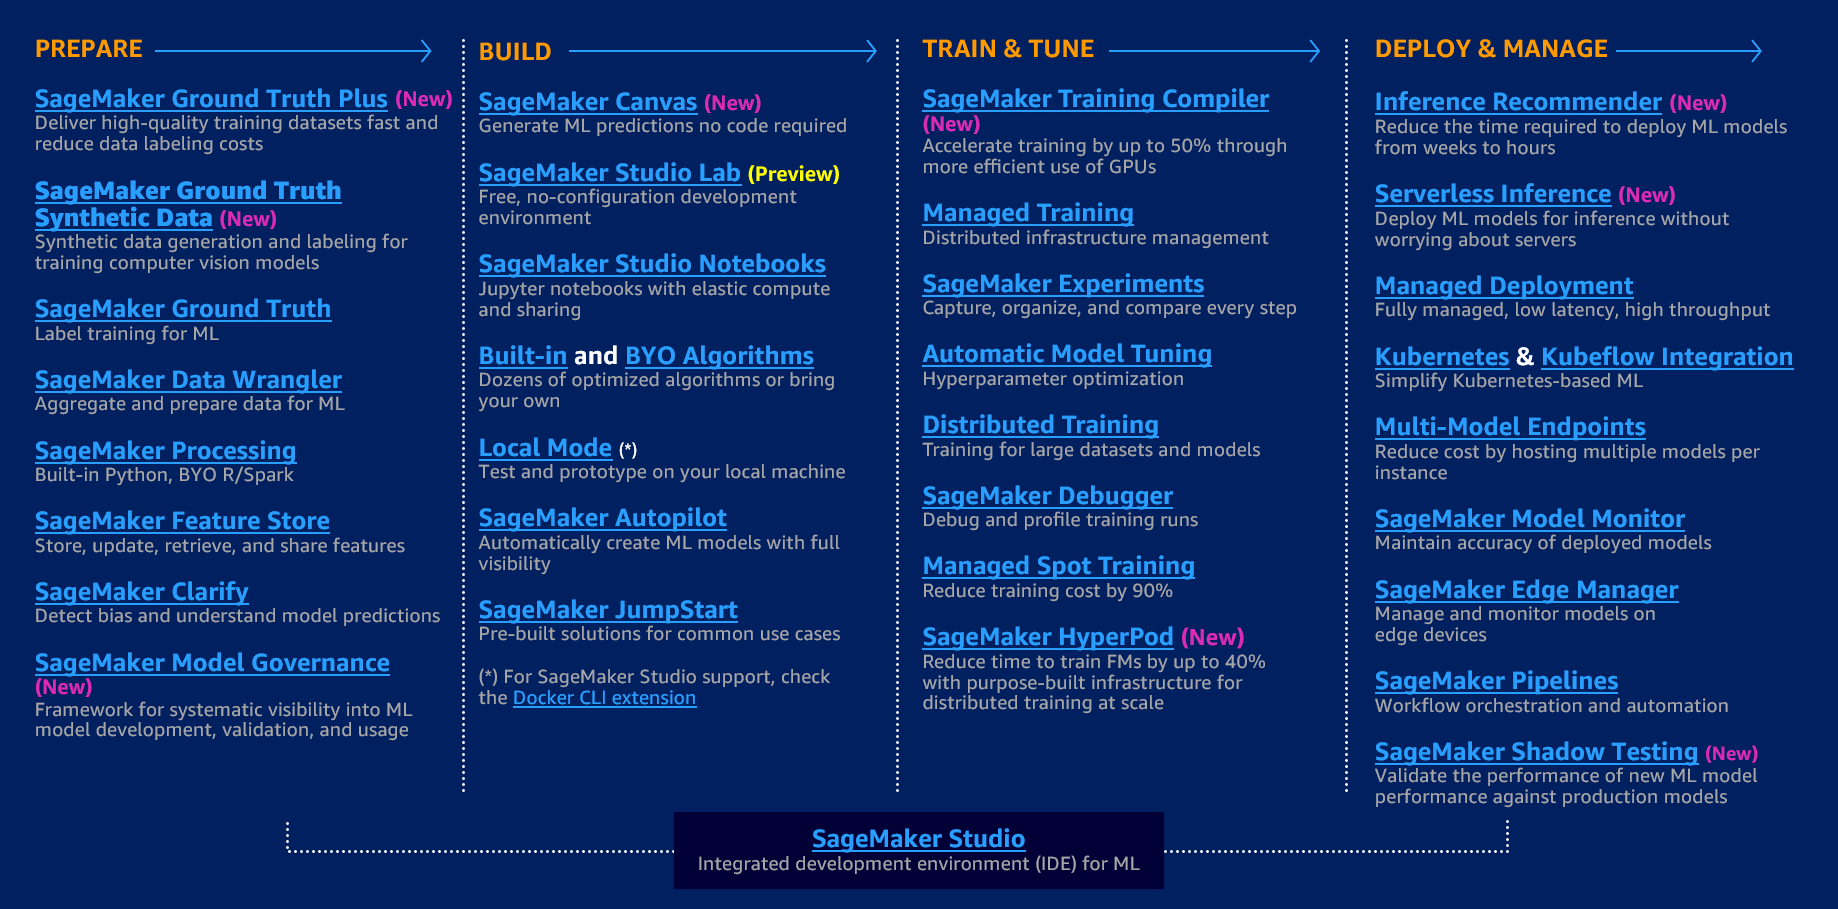 PREPARE
SageMaker Ground Truth Plus (New)
Deliver high-quality training datasets fast and
reduce data labeling costs
SageMaker Ground Truth
Synthetic Data (New)
Synthetic data generation and labeling for
training computer vision models
SageMaker Ground Truth
Label training for ML
SageMaker Data Wrangler
Aggregate and prepare data for ML
SageMaker Processing
Built-in Python, BYO R/Spark
SageMaker Feature Store
Store, update, retrieve, and share features
SageMaker Clarify
Detect bias and understand model predictions
SageMaker Model Governance
(New)
Framework for systematic visibility into ML
model development, validation, and usage
BUILD
SageMaker Canvas (New)
Generate ML predictions no code required
SageMaker Studio Lab (Preview)
Free, no-configuration development
environment
SageMaker Studio Notebooks
Jupyter notebooks with elastic compute
and sharing
Built-in and BYO Algorithms
Dozens of optimized algorithms or bring
your own
Local Mode (*)
Test and prototype on your local machine
SageMaker Autopilot
Automatically create ML models with full
visibility
SageMaker JumpStart
Pre-built solutions for common use cases
(*) For SageMaker Studio support, check
the Docker CLI extension
TRAIN & TUNE
SageMaker Training Compiler
(New)
Accelerate training by up to 50% through
more efficient use of GPUs
Managed Training
Distributed infrastructure management
SageMaker Experiments
Capture, organize, and compare every step
Automatic Model Tuning
Hyperparameter optimization
Distributed Training
Training for large datasets and models
SageMaker Debugger
Debug and profile training runs
Managed Spot Training
Reduce training cost by 90%
SageMaker HyperPod (New)
Reduce time to train FMs by up to 40%
with purpose-built infrastructure for
distributed training at scale
DEPLOY & MANAGE
Inference Recommender (New)
Reduce the time required to deploy ML models
from weeks to hours
Serverless Inference (New)
Deploy ML models for inference without
worrying about servers
Managed Deployment
Fully managed, low latency, high throughput
Kubernetes & Kubeflow Integration
Simplify Kubernetes-based ML
Multi-Model Endpoints
Reduce cost by hosting multiple models per
instance
SageMaker Model Monitor
Maintain accuracy of deployed models
SageMaker Edge Manager
Manage and monitor models on
edge devices
SageMaker Pipelines
Workflow orchestration and automation
SageMaker Shadow Testing (New)
Validate the performance of new ML model
performance against production models
SageMaker Studio
Integrated development environment (IDE) for ML